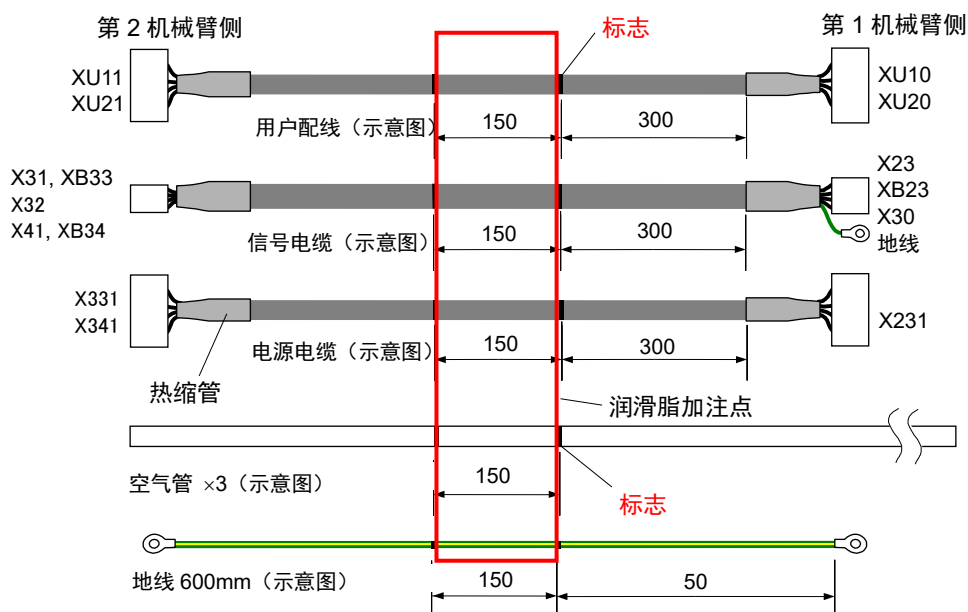 第 2 机械臂侧
标志
第 1 机械臂侧
XU11
XU21
XU10
XU20
用户配线（示意图）
150
300
X31, XB33
X32
X41, XB34
X23
XB23
X30
地线
信号电缆（示意图）
150
300
X331
X341
X231
电源电缆（示意图）
150
300
热缩管
润滑脂加注点
空气管 ×3（示意图）
150
标志
地线 600mm（示意图）
150
50